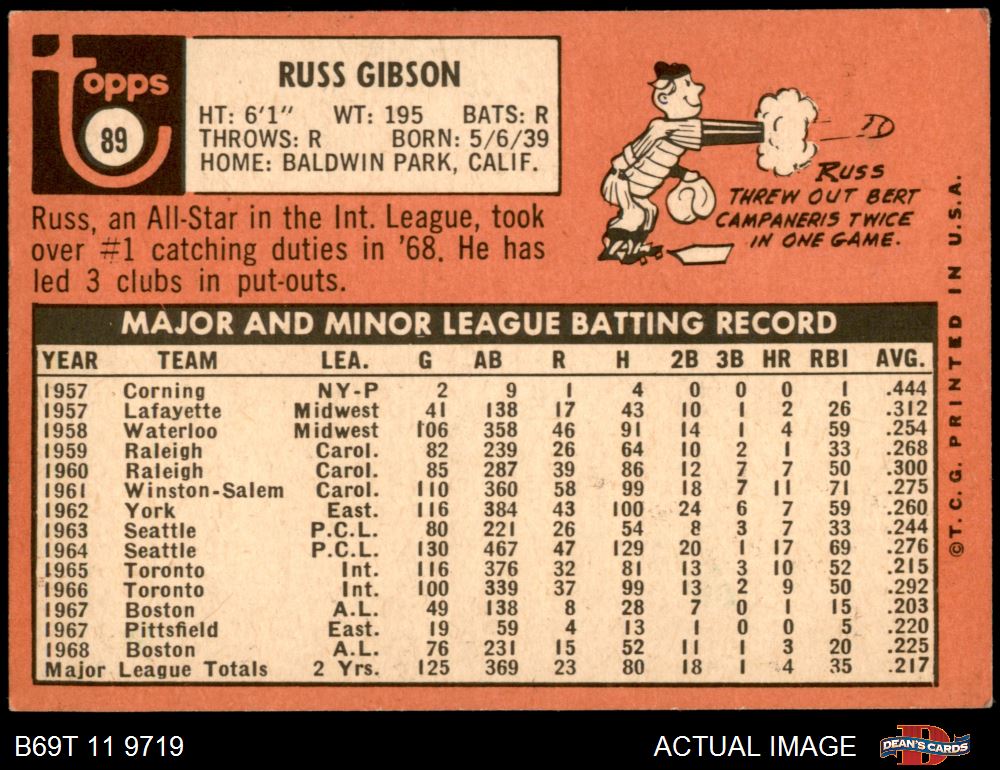 topps
89
RUSS GIBSON
HT: 6'1" WT: 195 BATS: R
THROWS: R BORN: 5/6/39
HOME: BALDWIN PARK, CALIF.
Russ, an All-Star in the Int. League, took
over #1 catching duties in '68. He has
led 3 clubs in put-outs.
RUSS
THREW OUT BERT
CAMPANERIS TWICE
IN ONE GAME.
MAJOR AND MINOR LEAGUE BATTING RECORD
YEAR TEAM LEA. G AB R H 2B 3B HR RBI AVG.
1957 Corning NY-P 2 9 1 4 0 0 0 1 .444
1957 Lafayette Midwest 41 138 17 43 10 1 2 26 .312
1958 Waterloo Midwest 106 358 46 91 14 1 4 59 .254
1959 Raleigh Carol. 82 239 26 64 10 2 1 33 .268
1960 Raleigh Carol. 85 287 39 86 12 7 7 50 .300
1961 Winston-Salem Carol. 110 360 58 99 18 7 11 71 .275
1962 York East. 116 384 43 100 24 6 7 59 .260
1963 Seattle P.C.L. 80 221 26 54 8 3 7 33 .244
1964 Seattle P.C.L. 130 467 47 129 20 1 17 69 .276
1965 Toronto Int. 116 376 32 81 13 3 10 52 .215
1966 Toronto Int. 100 339 37 99 13 2 9 50 .292
1967 Boston A.L. 49 138 8 28 7 0 1 15 .203
1967 Pittsfield East. 19 59 4 13 1 0 0 5 .220
1968 Boston A.L. 76 231 15 52 11 1 3 20 .225
Major League Totals 2 Yrs. 125 369 23 80 18 1 4 35 .217
©T.C.G. PRINTED IN U.S.A.
B69T 11 9719
ACTUAL IMAGE
D
DEAN'S CARDS